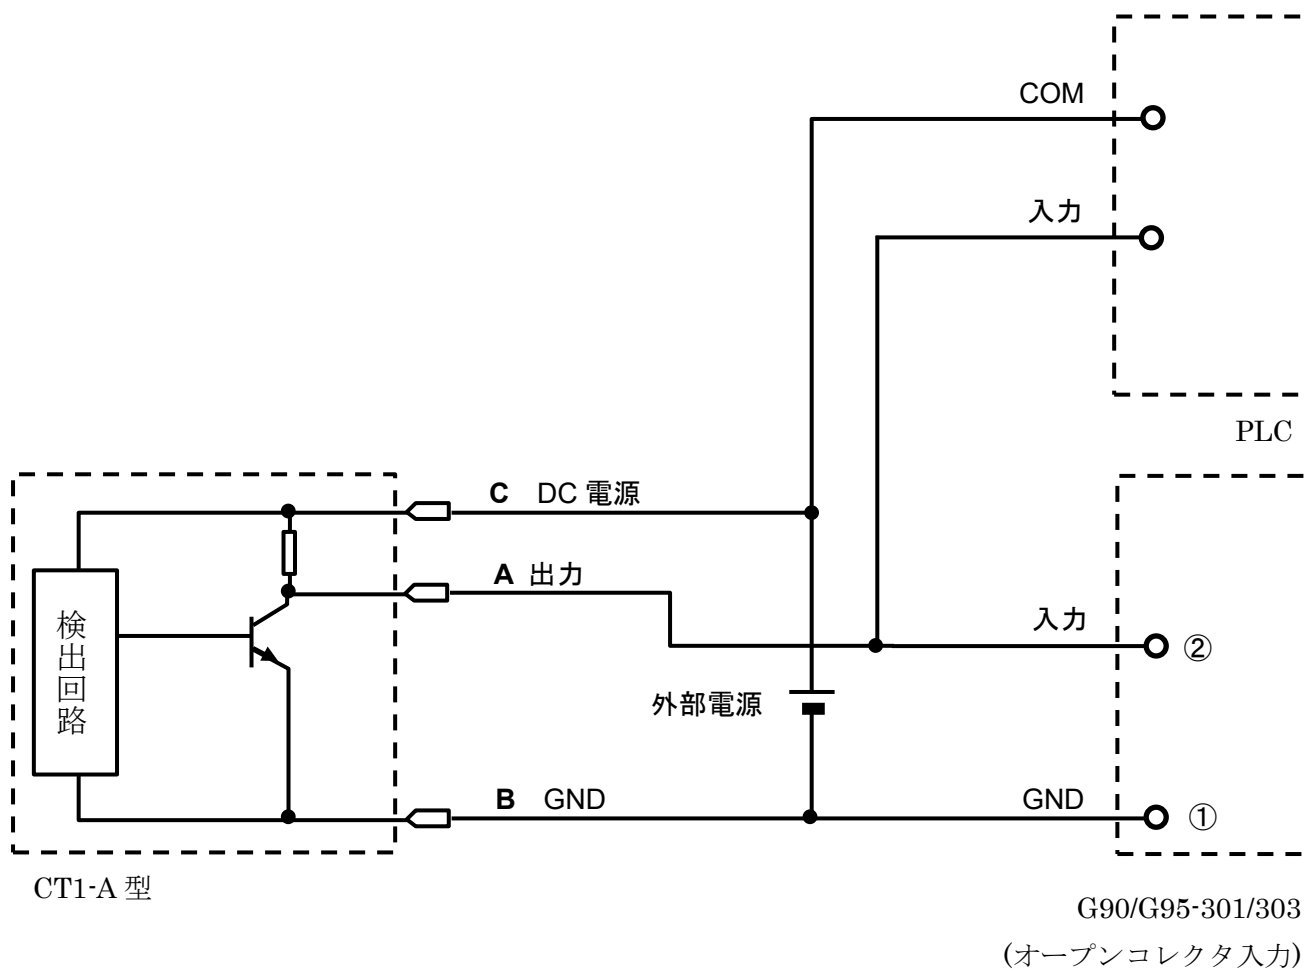 COM
入力
PLC
C DC 電源
A 出力
検出回路
入力
②
外部電源
B GND
GND
①
CT1-A 型
G90/G95-301/303
(オープンコレクタ入力)